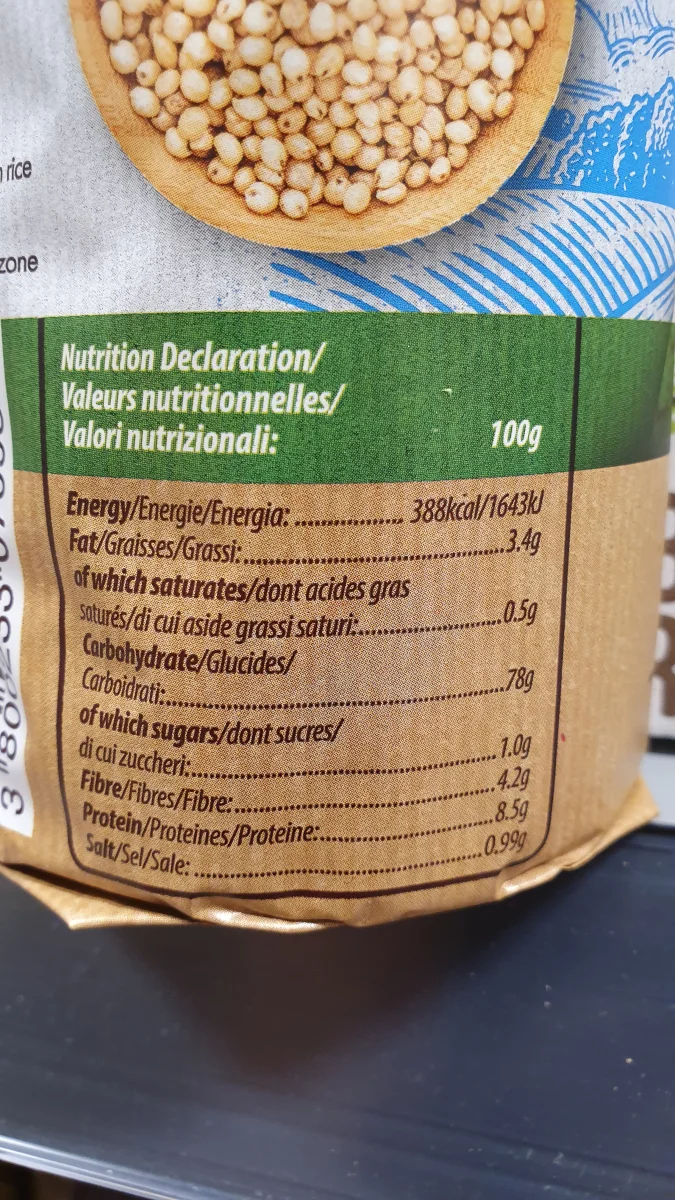 rice
zone
Nutrition Declaration/
Valeurs nutritionnelles/
Valori nutrizionali: 100g
Energy/Energie/Energia: ................. 388kcal/1643kJ
Fat/Graisses/Grassi: ................. 3.4g
of which saturates/dont acides gras
saturés/di cui aside grassi saturi: ................. 0.5g
Carbohydrate/Glucides/
Carboidrati: ................. 78g
of which sugars/dont sucres/
di cui zuccheri: ................. 1.0g
Fibre/Fibres/Fibre: ................. 4.2g
Protein/Proteines/Proteine: ................. 8.5g
Salt/Sel/Sale: ................. 0.99g